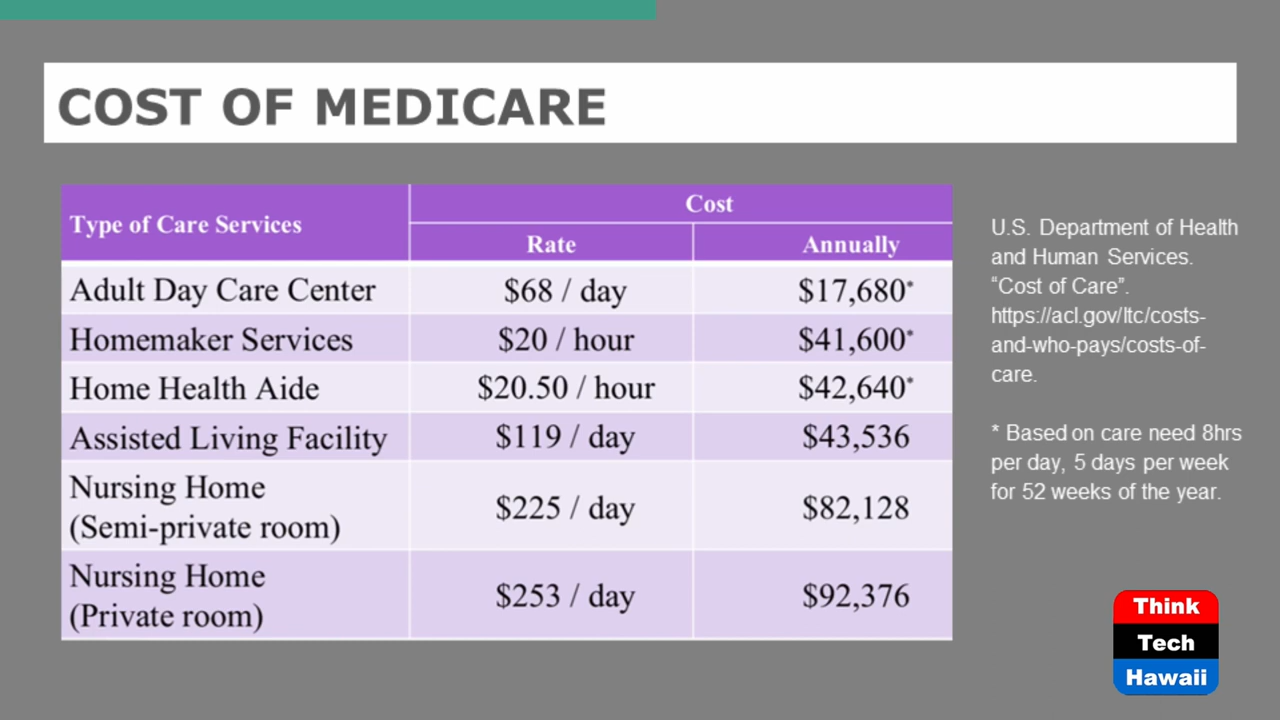 COST OF MEDICARE
Type of Care Services
Cost
Rate Annually
Adult Day Care Center $68 / day $17,680*
Homemaker Services $20 / hour $41,600*
Home Health Aide $20.50 / hour $42,640*
Assisted Living Facility $119 / day $43,536
Nursing Home
(Semi-private room) $225 / day $82,128
Nursing Home
(Private room) $253 / day $92,376
U.S. Department of Health
and Human Services.
“Cost of Care”.
https://acl.gov/ltc/costs-
and-who-pays/costs-of-
care.
* Based on care need 8hrs
per day, 5 days per week
for 52 weeks of the year.
Think
Tech
Hawaii